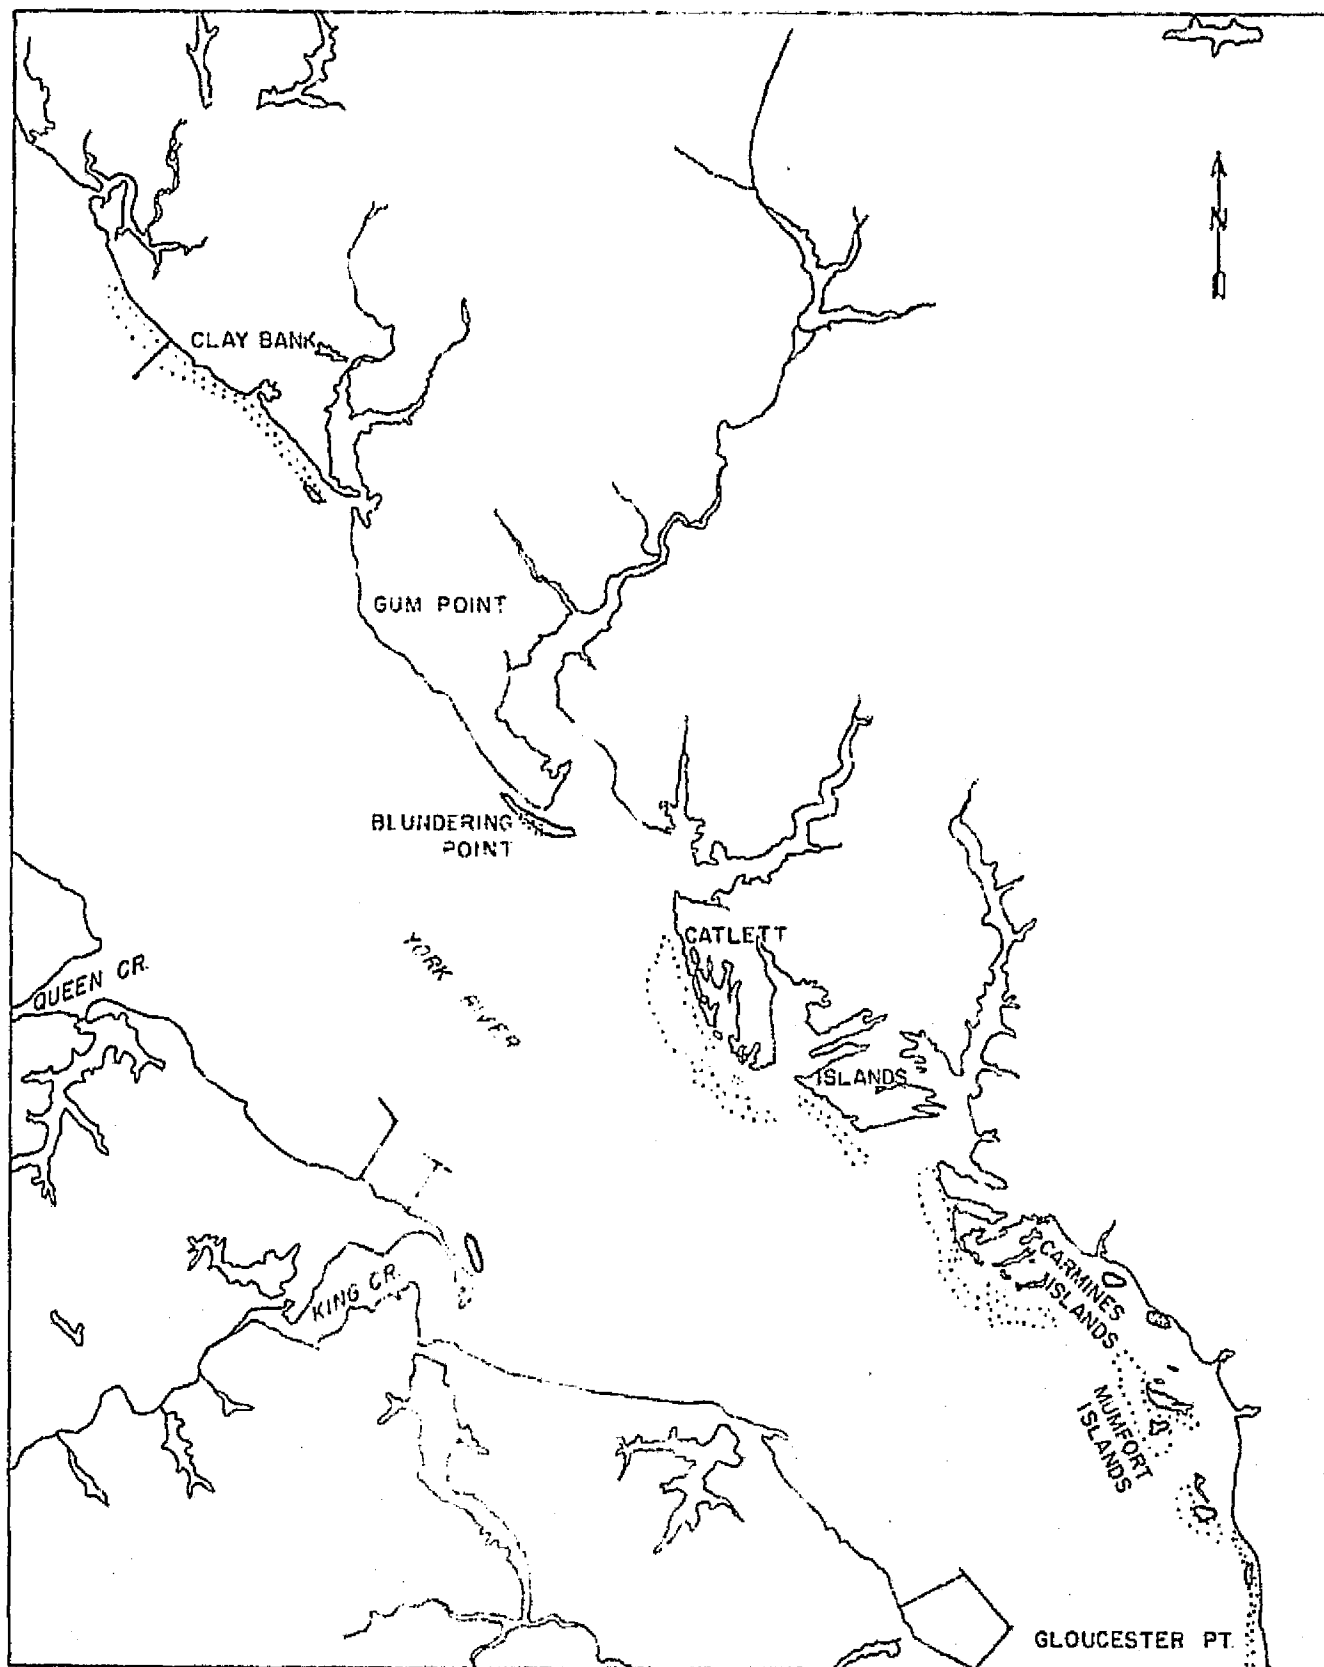 N
CLAY BANK
GUM POINT
BLUNDERING
POINT
CATLETT
YORK RIVER
QUEEN CR.
ISLANDS
CARMINES
ISLANDS
KING CR.
MUMFORT
ISLANDS
GLOUCESTER PT.